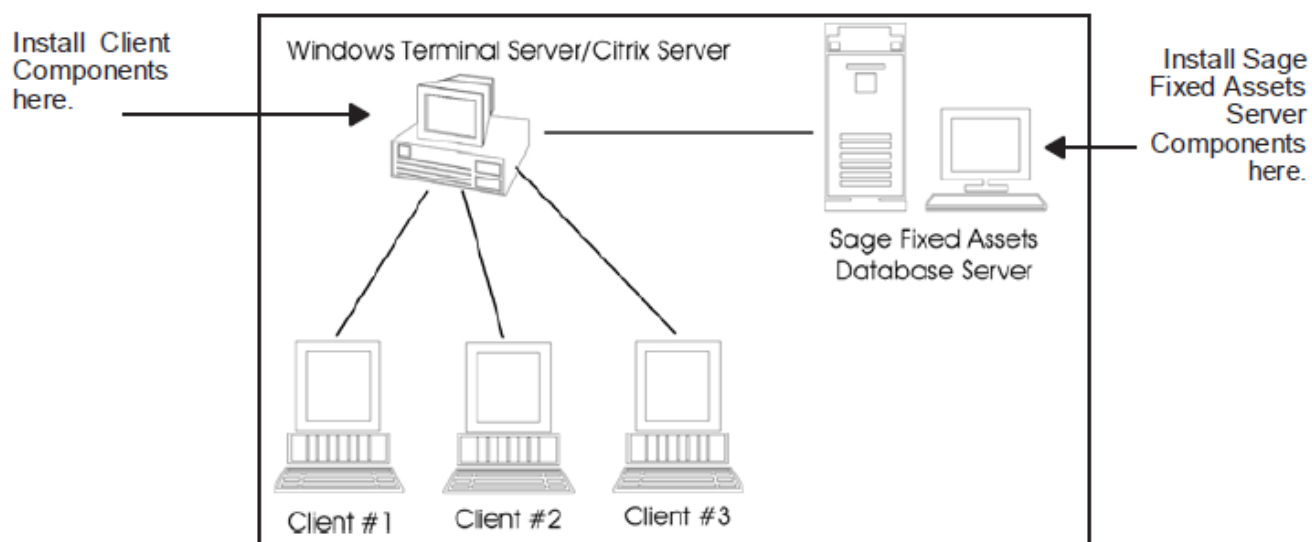 Install Client
Components
here.
Windows Terminal Server/Citrix Server
Install Sage
Fixed Assets
Server
Components
here.
Sage Fixed Assets
Database Server
Client #1
Client #2
Client #3